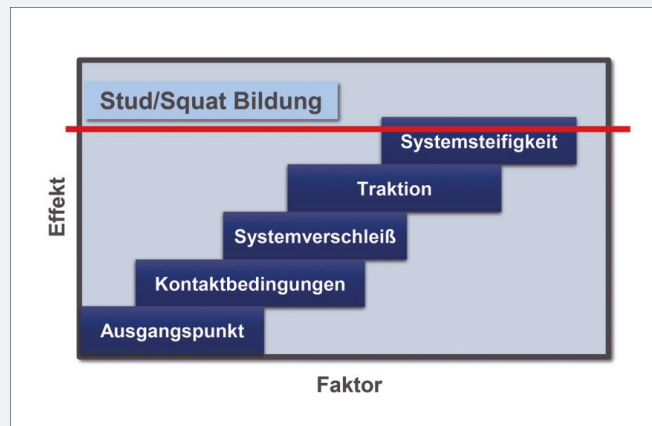 Stud/Squat Bildung
Systemsteifigkeit
Traktion
Systemverschleiß
Kontaktbedingungen
Ausgangspunkt
Effekt
Faktor